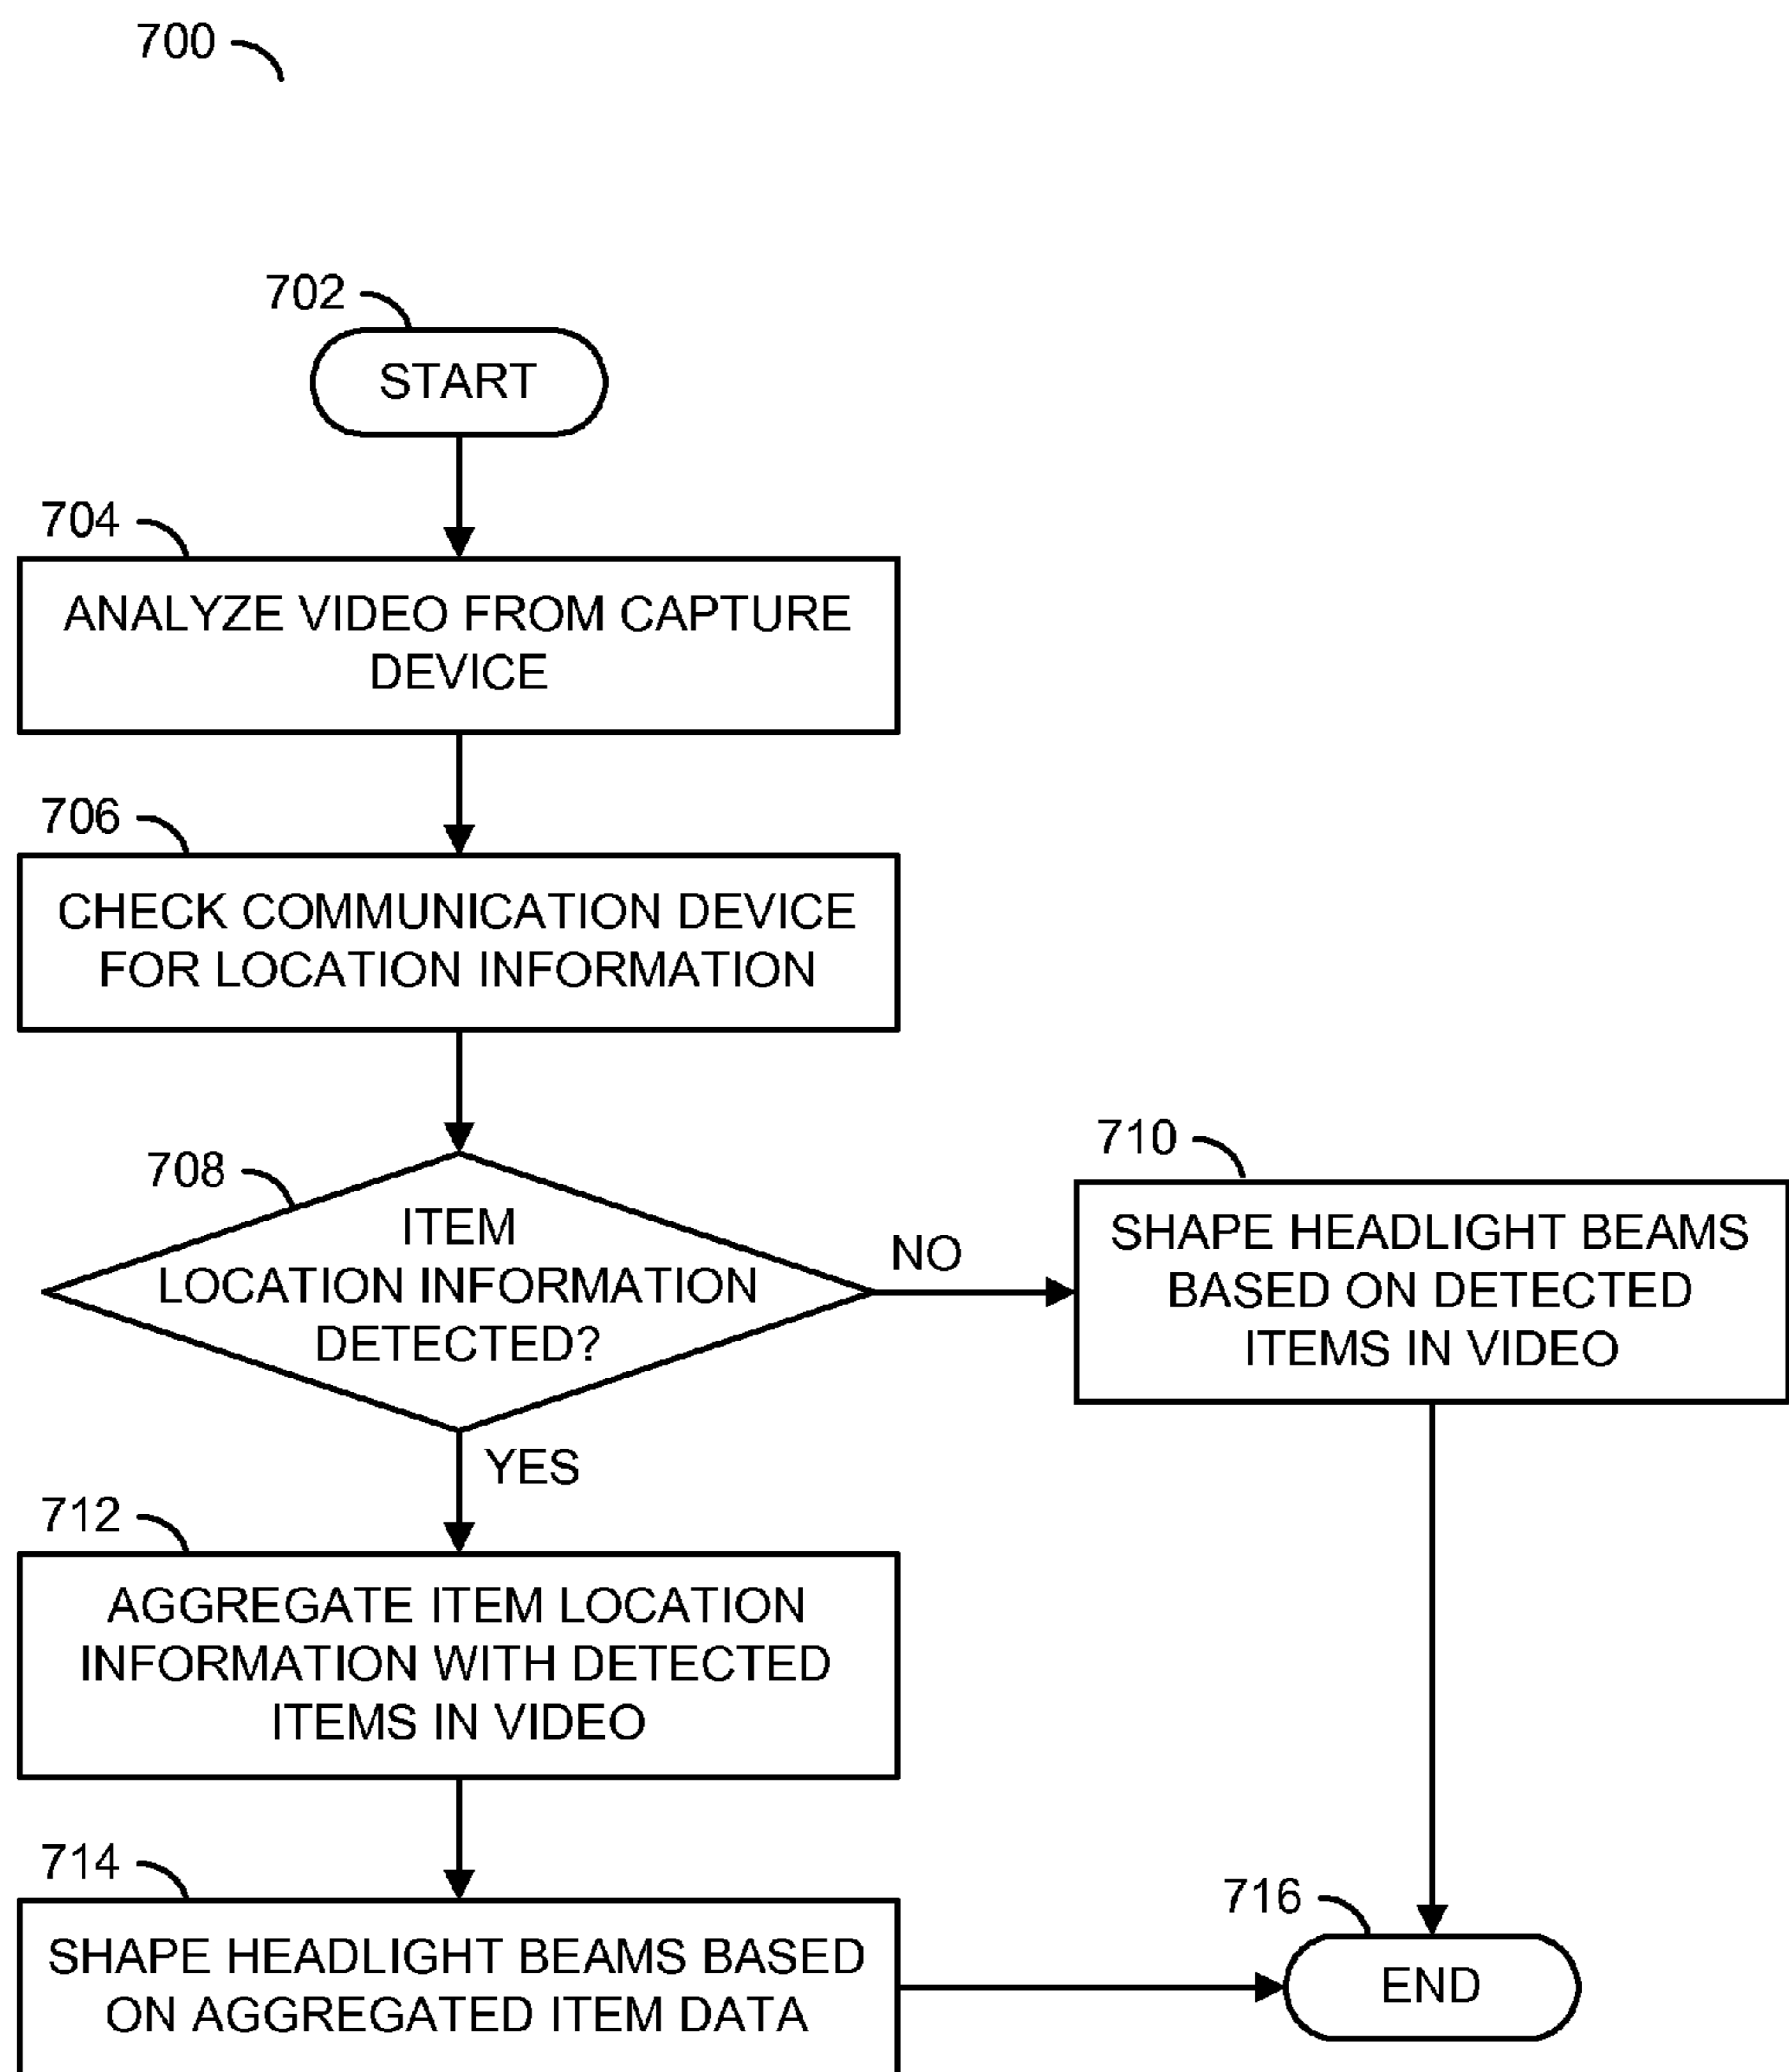 700
702
START
704
ANALYZE VIDEO FROM CAPTURE
DEVICE
706
CHECK COMMUNICATION DEVICE
FOR LOCATION INFORMATION
708
ITEM
LOCATION INFORMATION
DETECTED?
NO
710
SHAPE HEADLIGHT BEAMS
BASED ON DETECTED
ITEMS IN VIDEO
YES
712
AGGREGATE ITEM LOCATION
INFORMATION WITH DETECTED
ITEMS IN VIDEO
714
SHAPE HEADLIGHT BEAMS BASED
ON AGGREGATED ITEM DATA
716
END